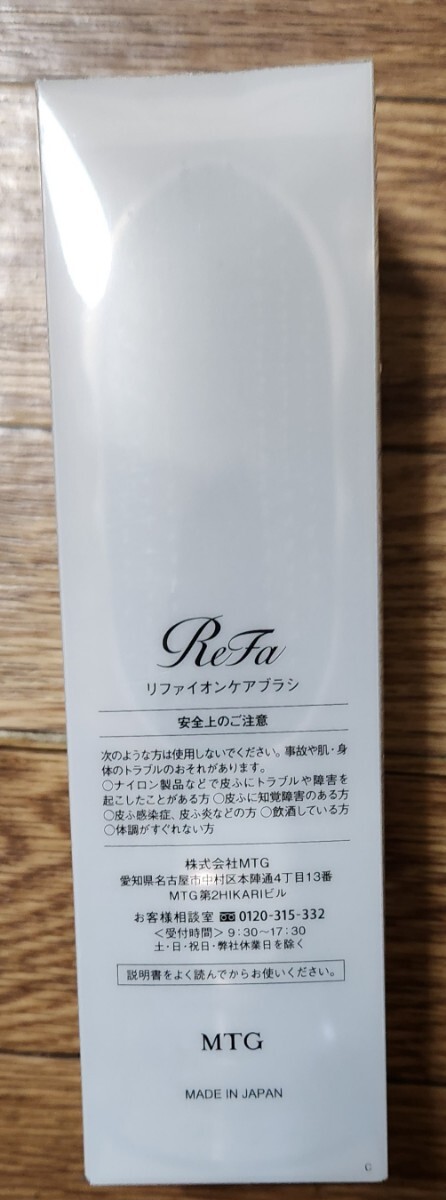 ReFa
リファイオンケアブラシ
安全上のご注意
次のような方は使用しないでください。事故や肌・身
体のトラブルのおそれがあります。
○ナイロン製品などで皮ふにトラブルや障害を
起こしたことがある方 ○皮ふに知覚障害のある方
○皮ふ感染症、皮ふ炎などの方 ○飲酒している方
○体調がすぐれない方
株式会社MTG
愛知県名古屋市中村区本陣通4丁目13番
MTG第2HIKARIビル
お客様相談室 0120-315-332
<受付時間> 9:30~17:30
土・日・祝日・弊社休業日を除く
説明書をよく読んでからお使いください。
MTG
MADE IN JAPAN
C